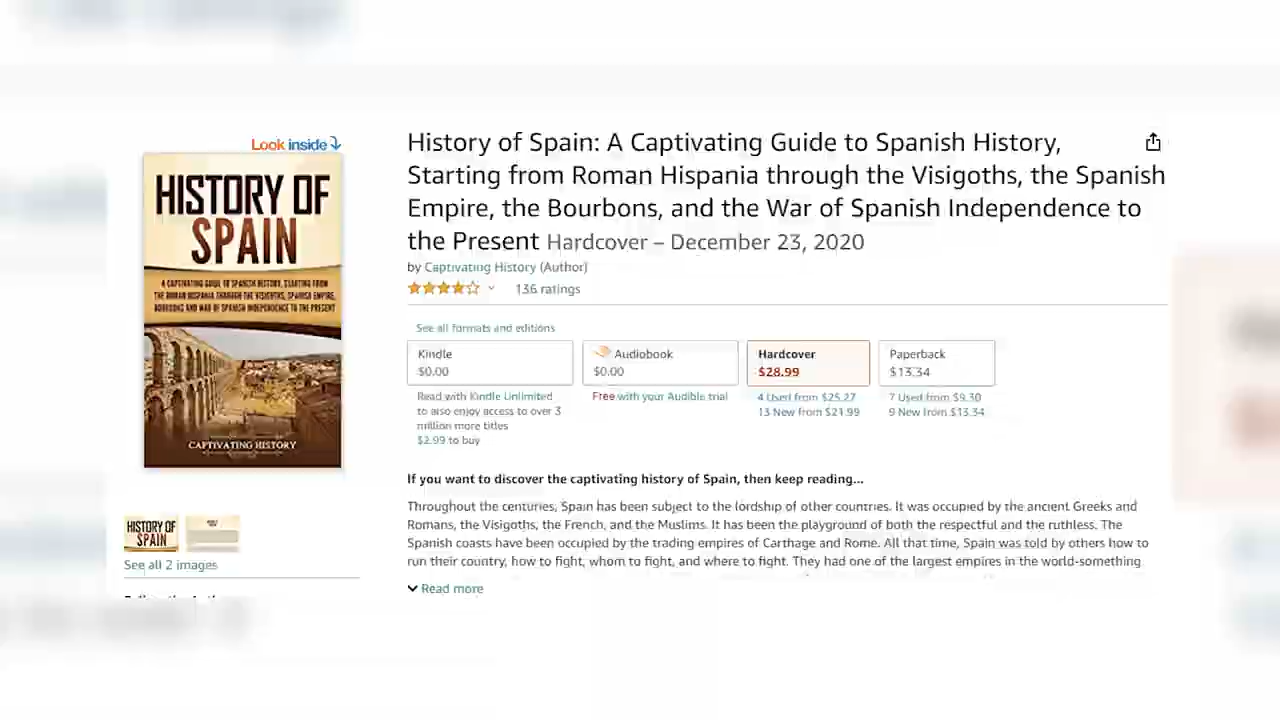 Look inside
HISTORY OF
SPAIN
A CAPTIVATING GUIDE TO SPANISH HISTORY, STARTING FROM
THE ROMAN HISPANIA THROUGH THE VISIGOTHS, SPANISH EMPIRE,
BOURBONS AND WAR OF SPANISH INDEPENDENCE TO THE PRESENT
CAPTIVATING HISTORY
HISTORY OF
SPAIN
See all 2 images
History of Spain: A Captivating Guide to Spanish History,
Starting from Roman Hispania through the Visigoths, the Spanish
Empire, the Bourbons, and the War of Spanish Independence to
the Present Hardcover – December 23, 2020
by Captivating History (Author)
136 ratings
See all formats and editions
Kindle
$0.00
Read with Kindle Unlimited
to also enjoy access to over 3
million more titles
$2.99 to buy
Audiobook
$0.00
Free with your Audible trial
Hardcover
$28.99
4 Used from $25.27
13 New from $21.99
Paperback
$13.34
7 Used from $9.30
9 New from $13.34
If you want to discover the captivating history of Spain, then keep reading...
Throughout the centuries, Spain has been subject to the lordship of other countries. It was occupied by the ancient Greeks and
Romans, the Visigoths, the French, and the Muslims. It has been the playground of both the respectful and the ruthless. The
Spanish coasts have been occupied by the trading empires of Carthage and Rome. All that time, Spain was told by others how to
run their country, how to fight, whom to fight, and where to fight. They had one of the largest empires in the world-something
Read more